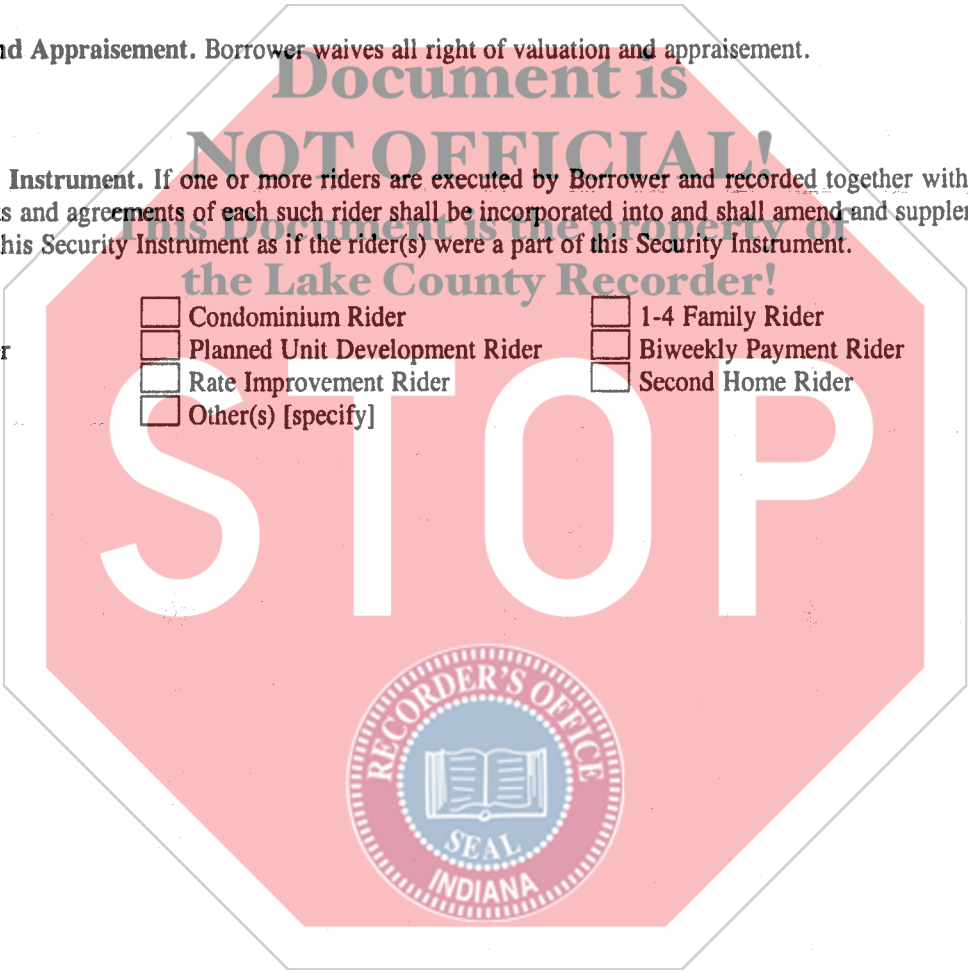 nd Appraisement. Borrower waives all right of valuation and appraisement.
Document is
NOT OFFICIAL!
Instrument. If one or more riders are executed by Borrower and recorded together with
s and agreements of each such rider shall be incorporated into and shall amend and supplem
This Document is the property of
his Security Instrument as if the rider(s) were a part of this Security Instrument.
the Lake County Recorder!
Condominium Rider 1-4 Family Rider
r Planned Unit Development Rider Biweekly Payment Rider
Rate Improvement Rider Second Home Rider
Other(s) [specify]
STOP
RECORDER'S OFFICE
SEAL
INDIANA